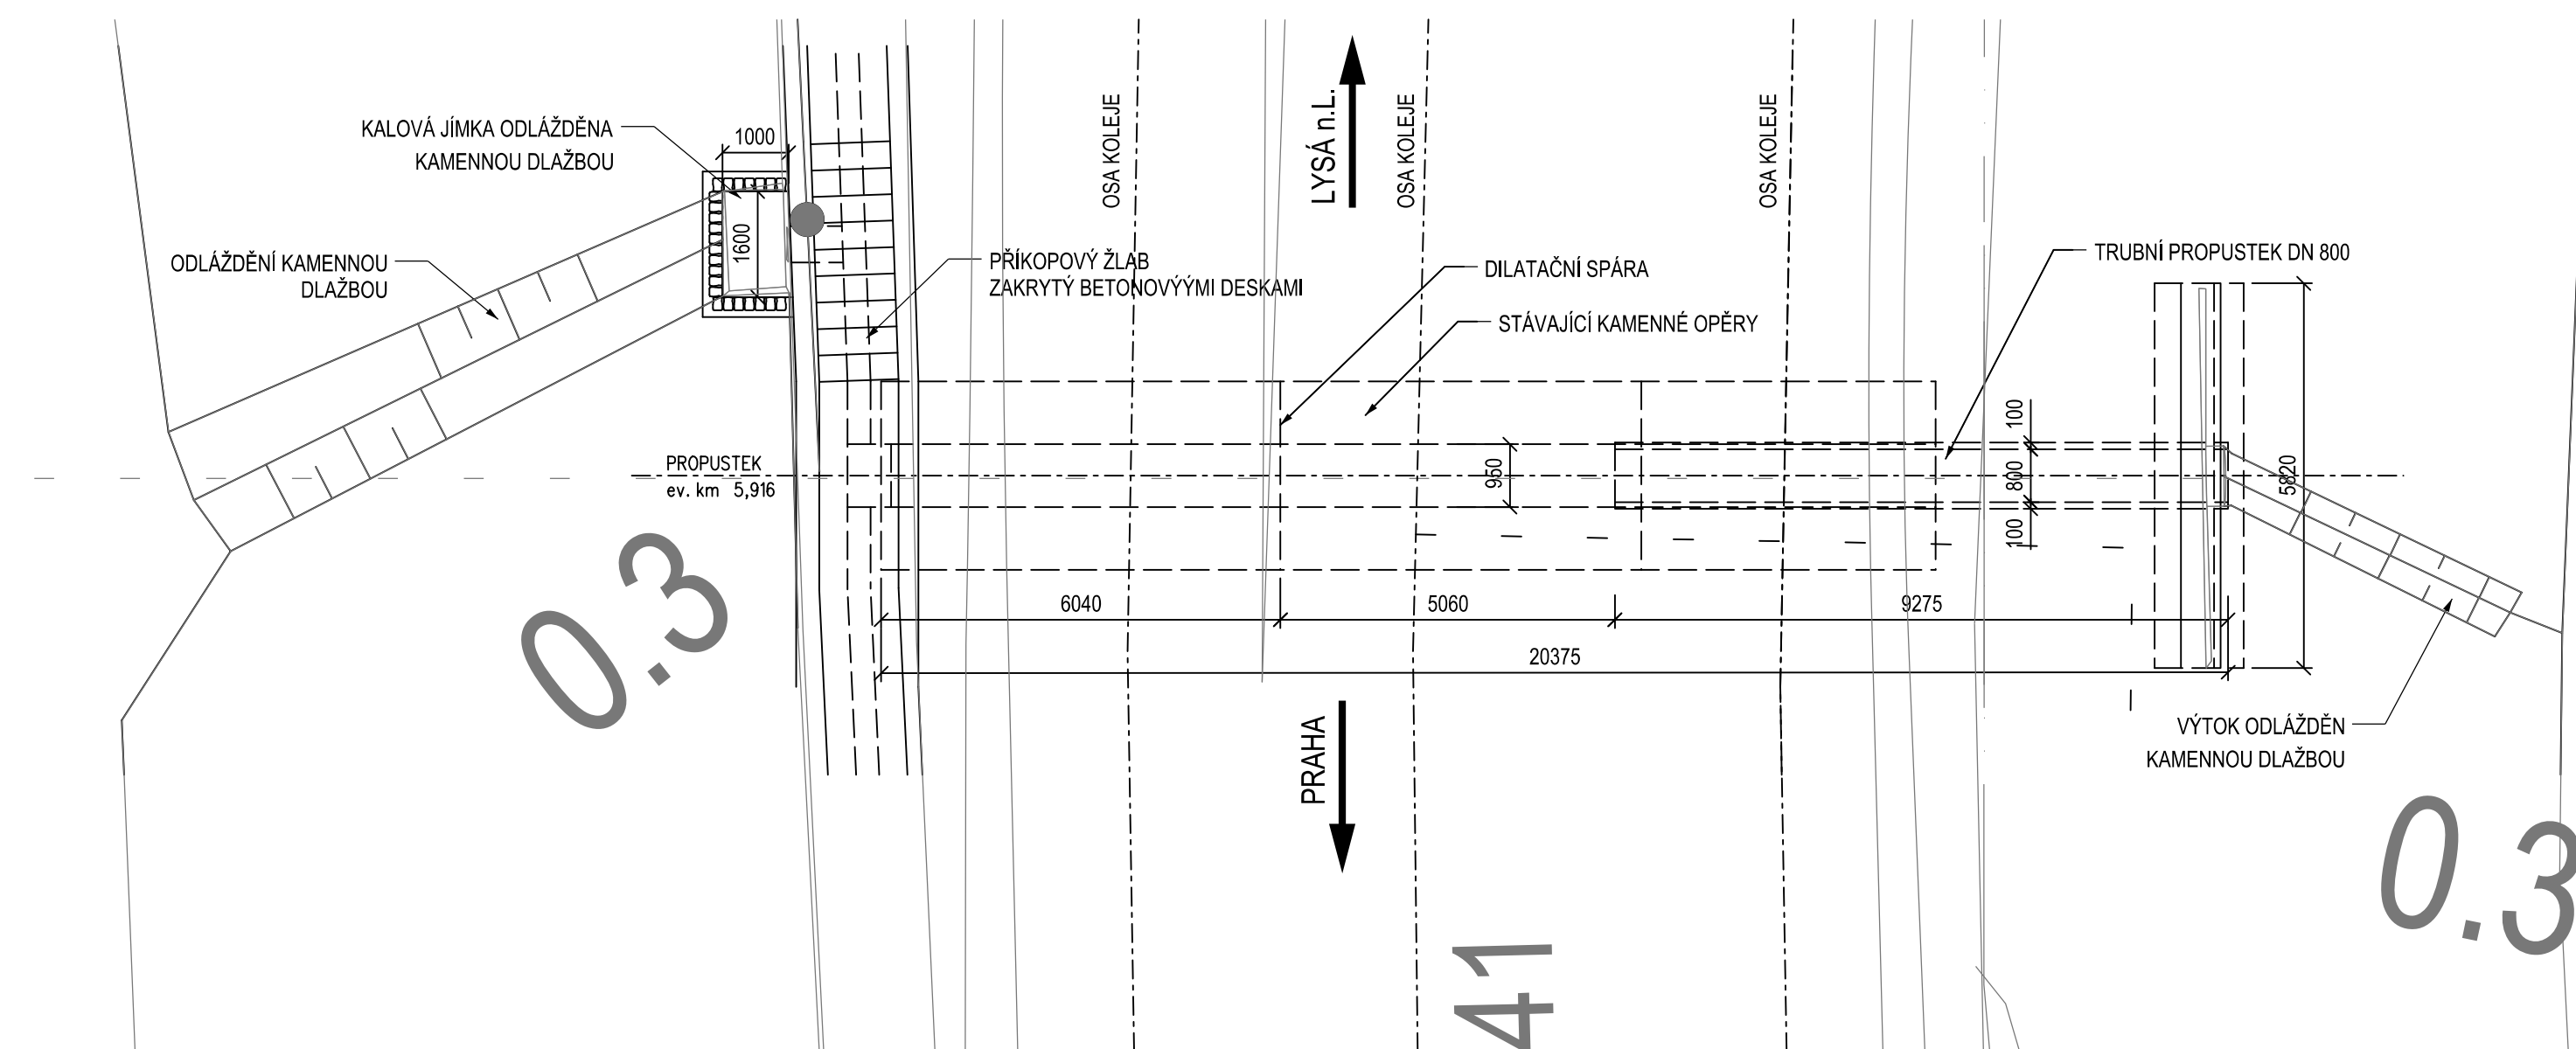 KALOVÁ JÍMKA ODLÁŽDĚNA
KAMENNOU DLAŽBOU
1000
1600
ODLÁŽDĚNÍ KAMENNOU
DLAŽBOU
OSA KOLEJE
LYSÁ n.L.
OSA KOLEJE
OSA KOLEJE
PŘÍKOPOVÝ ŽLAB
ZAKRYTÝ BETONOVÝÝMI DESKAMI
DILATAČNÍ SPÁRA
STÁVAJÍCÍ KAMENNÉ OPĚRY
TRUBNÍ PROPUSTEK DN 800
PROPUSTEK
ev. km 5,916
950
100
800
100
5820
6040
5060
9275
20375
0.3
PRAHA
VÝTOK ODLÁŽDĚN
KAMENNOU DLAŽBOU
0.3
41